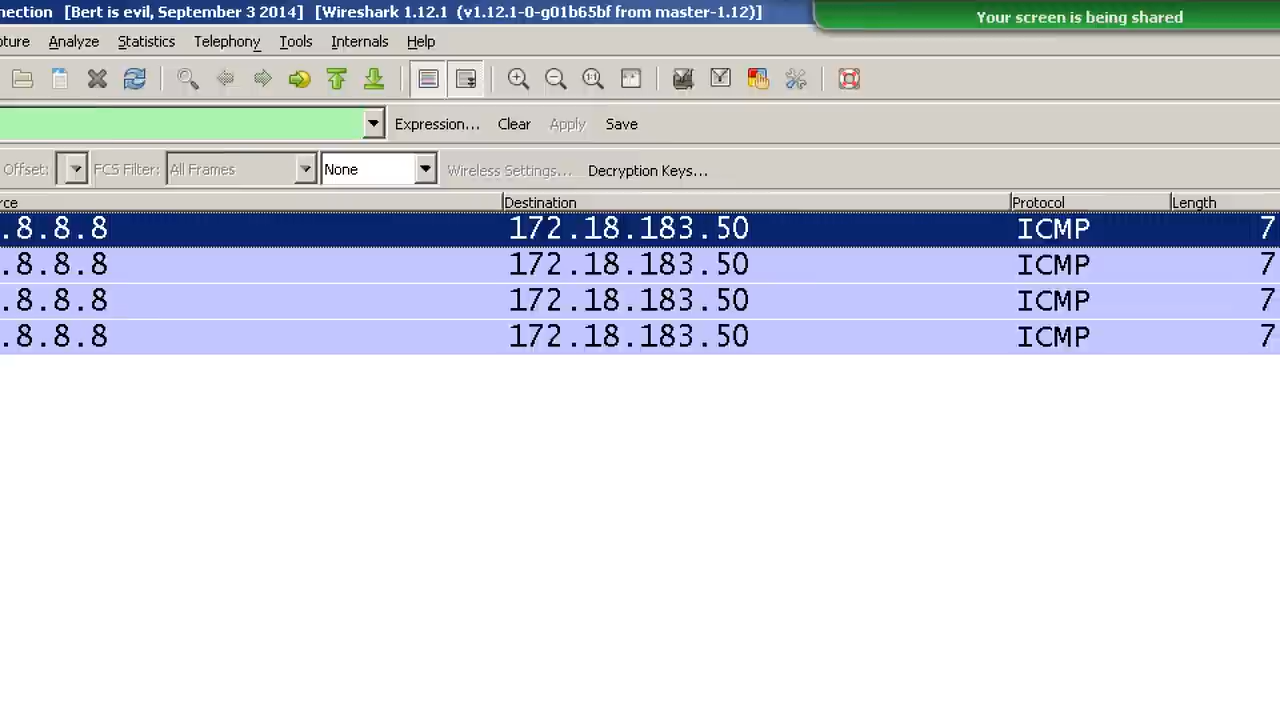 nection [Bert is evil, September 3 2014] [Wireshark 1.12.1 (v1.12.1-0-g01b65bf from master-1.12)]
Your screen is being shared
oture Analyze Statistics Telephony Tools Internals Help
Expression... Clear Apply Save
Offset: FCS Filter: All Frames None Wireless Settings... Decryption Keys...
rce Destination Protocol Length
.8.8.8 172.18.183.50 ICMP 7
.8.8.8 172.18.183.50 ICMP 7
.8.8.8 172.18.183.50 ICMP 7
.8.8.8 172.18.183.50 ICMP 7